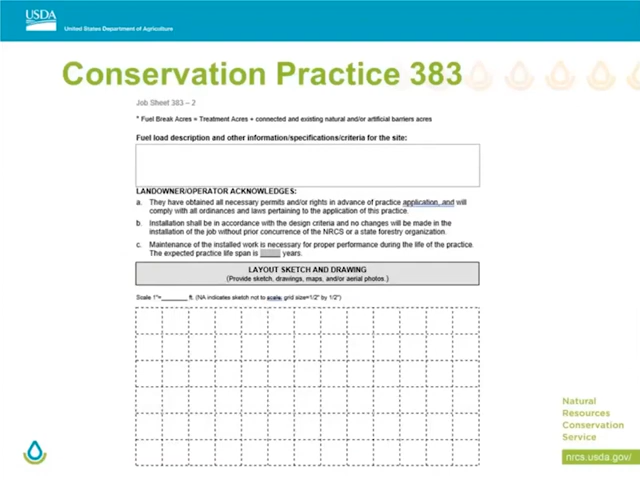 USDA
United States Department of Agriculture
Conservation Practice 383
Job Sheet 383 – 2
* Fuel Break Acres = Treatment Acres + connected and existing natural and/or artificial barriers acres
Fuel load description and other information/specifications/criteria for the site:
LANDOWNER/OPERATOR ACKNOWLEDGES:
a. They have obtained all necessary permits and/or rights in advance of practice application, and will
comply with all ordinances and laws pertaining to the application of this practice.
b. Installation shall be in accordance with the design criteria and no changes will be made in the
installation of the job without prior concurrence of the NRCS or a state forestry organization.
c. Maintenance of the installed work is necessary for proper performance during the life of the practice.
The expected practice life span is _____ years.
LAYOUT SKETCH AND DRAWING
(Provide sketch, drawings, maps, and/or aerial photos.)
Scale 1"=________ ft. (NA indicates sketch not to scale; grid size=1/2" by 1/2")
Natural
Resources
Conservation
Service
nrcs.usda.gov/